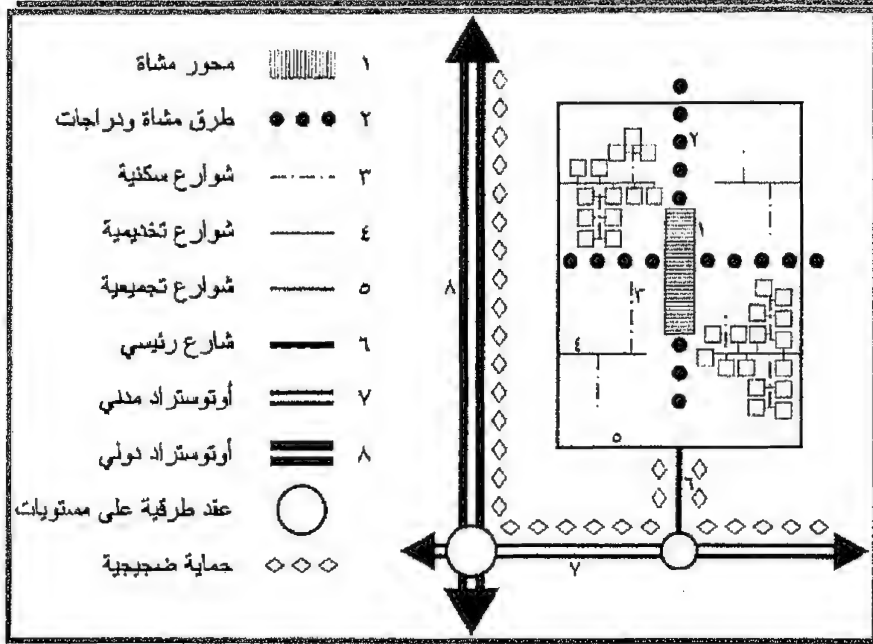 ١ محور مشاة
٢ طرق مشاة ودراجات
٣ شوارع سكنية
٤ شوارع تخديمية
٥ شوارع تجميعية
٦ شارع رئيسي
٧ أوتوستراد مدني
٨ أوتوستراد دولي
عقد طرقية على مستويات
حماية ضجيجية
٢
١
٨
٣
٤
٥
٦
٧